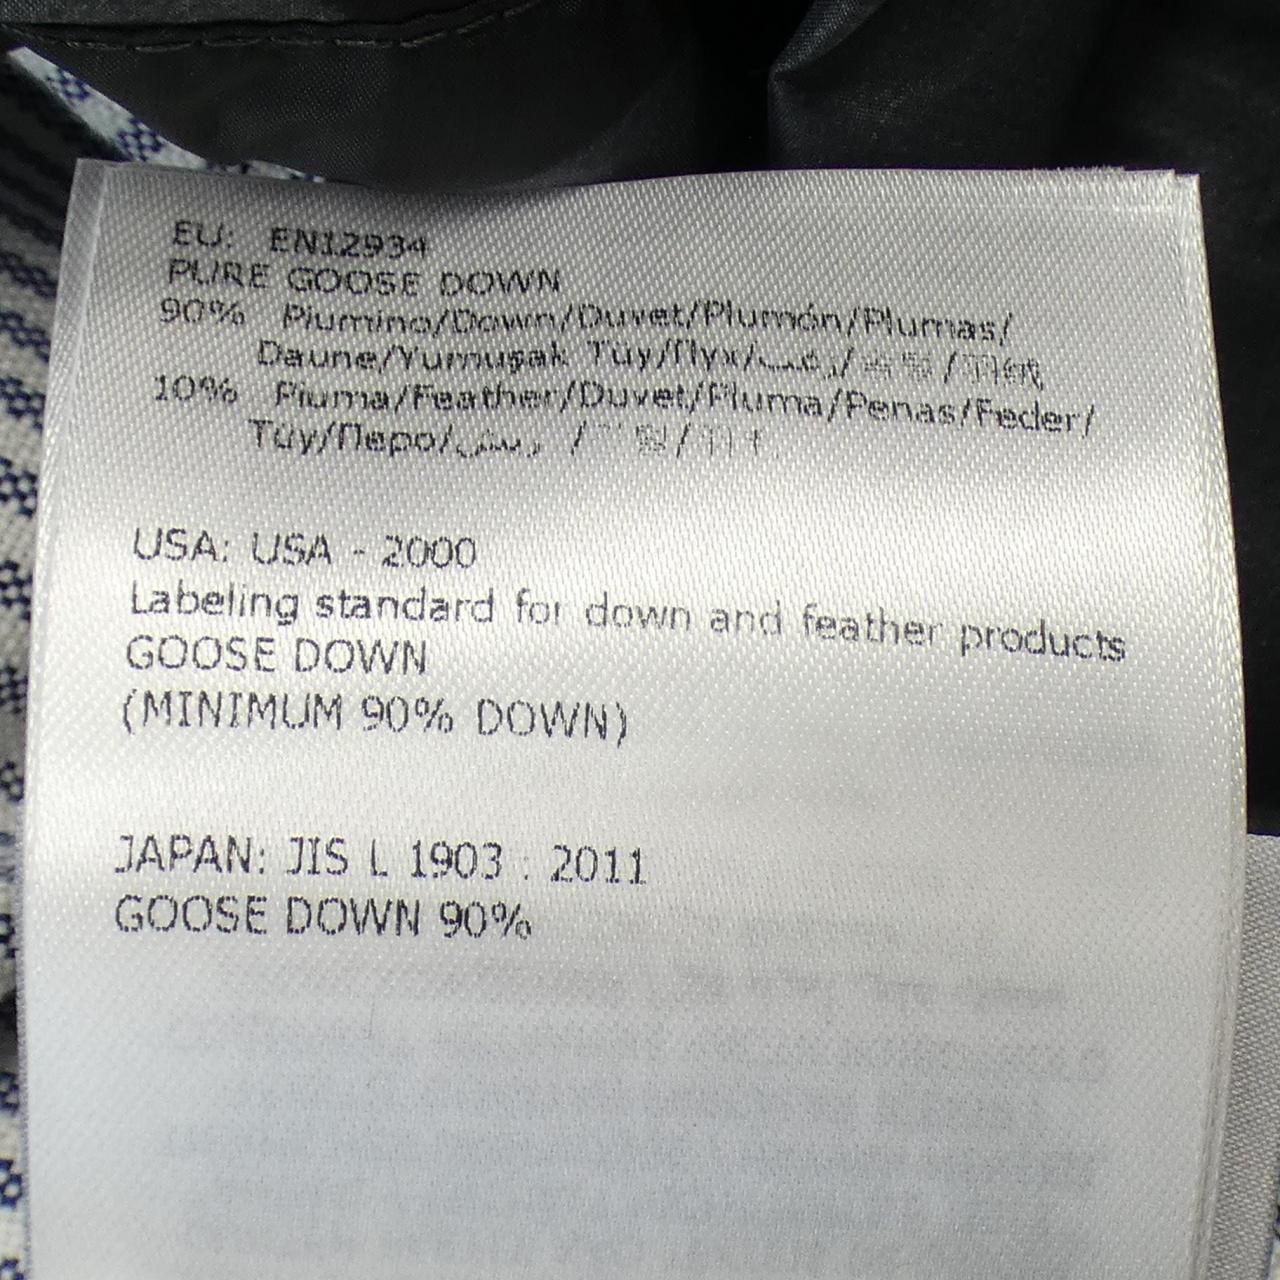 EU: EN12934
PURE GOOSE DOWN
90% Piumino/Down/Duvet/Plumón/Plumas/
Daune/Yumuşak Tüy/Пух/زغب/
10% Piuma/Feather/Duvet/Pluma/Penas/Feder/
Tüy/Перо/ريش/
USA: USA - 2000
Labeling standard for down and feather products
GOOSE DOWN
(MINIMUM 90% DOWN)
JAPAN: JIS L 1903 : 2011
GOOSE DOWN 90%